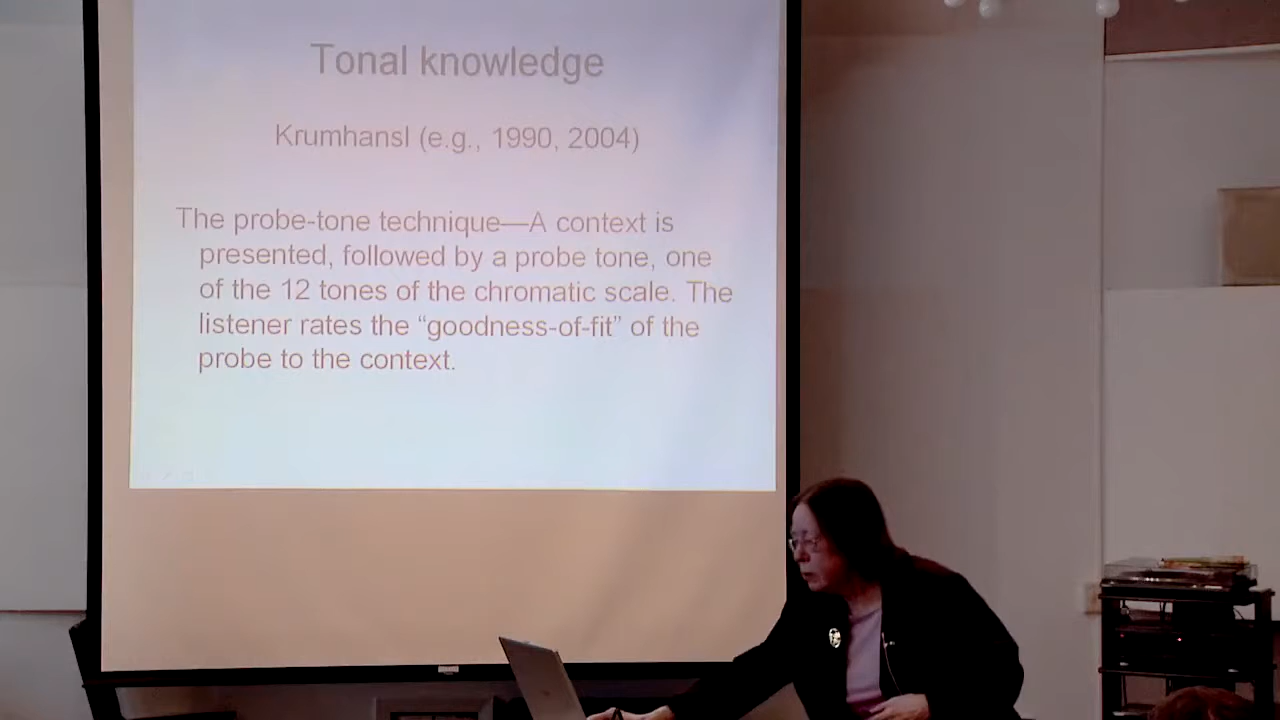 Tonal knowledge
Krumhansl (e.g., 1990, 2004)
The probe-tone technique—A context is
presented, followed by a probe tone, one
of the 12 tones of the chromatic scale. The
listener rates the “goodness-of-fit” of the
probe to the context.